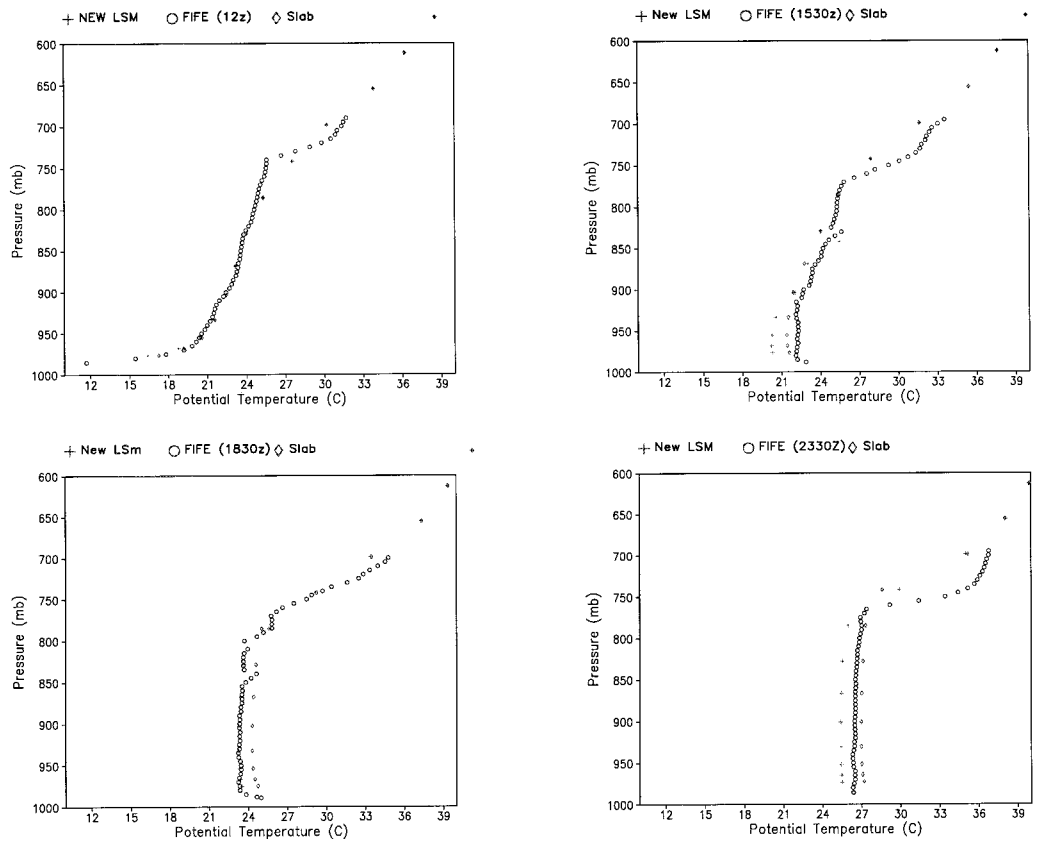 + NEW LSM ○ FIFE (12z) ◇ Slab
600
650
700
750
800
850
900
950
1000
Pressure (mb)
12 15 18 21 24 27 30 33 36 39
Potential Temperature (C)
+ New LSM ○ FIFE (1530z) ◇ Slab
600
650
700
750
800
850
900
950
1000
Pressure (mb)
12 15 18 21 24 27 30 33 36 39
Potential Temperature (C)
+ New LSm ○ FIFE (1830z) ◇ Slab
600
650
700
750
800
850
900
950
1000
Pressure (mb)
12 15 18 21 24 27 30 33 36 39
Potential Temperature (C)
+ New LSM ○ FIFE (2330Z) ◇ Slab
600
650
700
750
800
850
900
950
1000
Pressure (mb)
12 15 18 21 24 27 30 33 36 39
Potential Temperature (C)